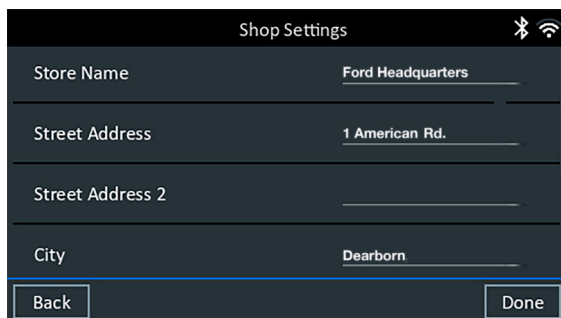 Shop Settings
Store Name Ford Headquarters
Street Address 1 American Rd.
Street Address 2
City Dearborn
Back Done